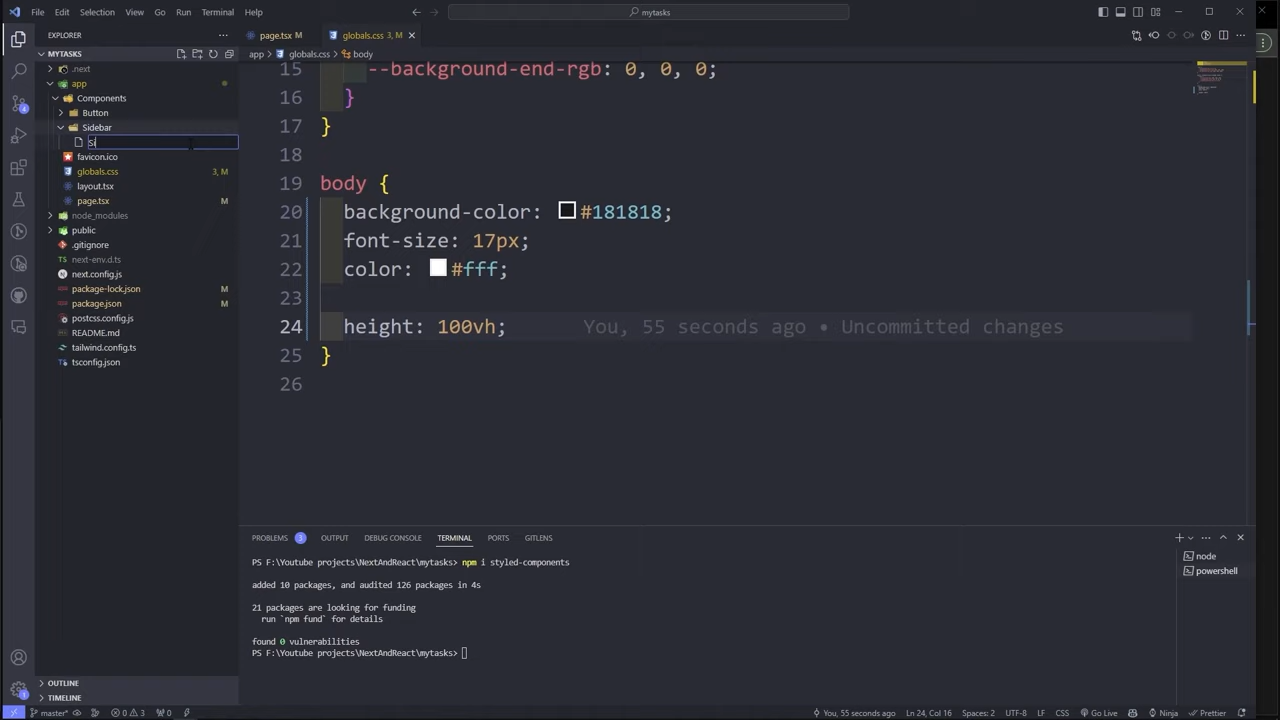 File Edit Selection View Go Run Terminal Help
mytasks
EXPLORER
page.tsx M
globals.css 3, M
MYTASKS
app globals.css body
.next
app
Components
Button
Sidebar
Si
favicon.ico
globals.css 3, M
layout.tsx
page.tsx M
node_modules
public
.gitignore
next-env.d.ts
next.config.js
package-lock.json M
package.json M
postcss.config.js
README.md
tailwind.config.ts
tsconfig.json
15 --background-end-rgb: 0, 0, 0;
16 }
17 }
18
19 body {
20 background-color: #181818;
21 font-size: 17px;
22 color: #fff;
23
24 height: 100vh; You, 55 seconds ago • Uncommitted changes
25 }
26
PROBLEMS 3 OUTPUT DEBUG CONSOLE TERMINAL PORTS GITLENS
PS F:\Youtube projects\NextAndReact\mytasks> npm i styled-components
added 10 packages, and audited 126 packages in 4s
21 packages are looking for funding
run `npm fund` for details
found 0 vulnerabilities
PS F:\Youtube projects\NextAndReact\mytasks>
node
powershell
OUTLINE
TIMELINE
4
1
master* 0 3 0 You, 55 seconds ago Ln 24, Col 16 Spaces: 2 UTF-8 LF CSS Go Live Ninja Prettier